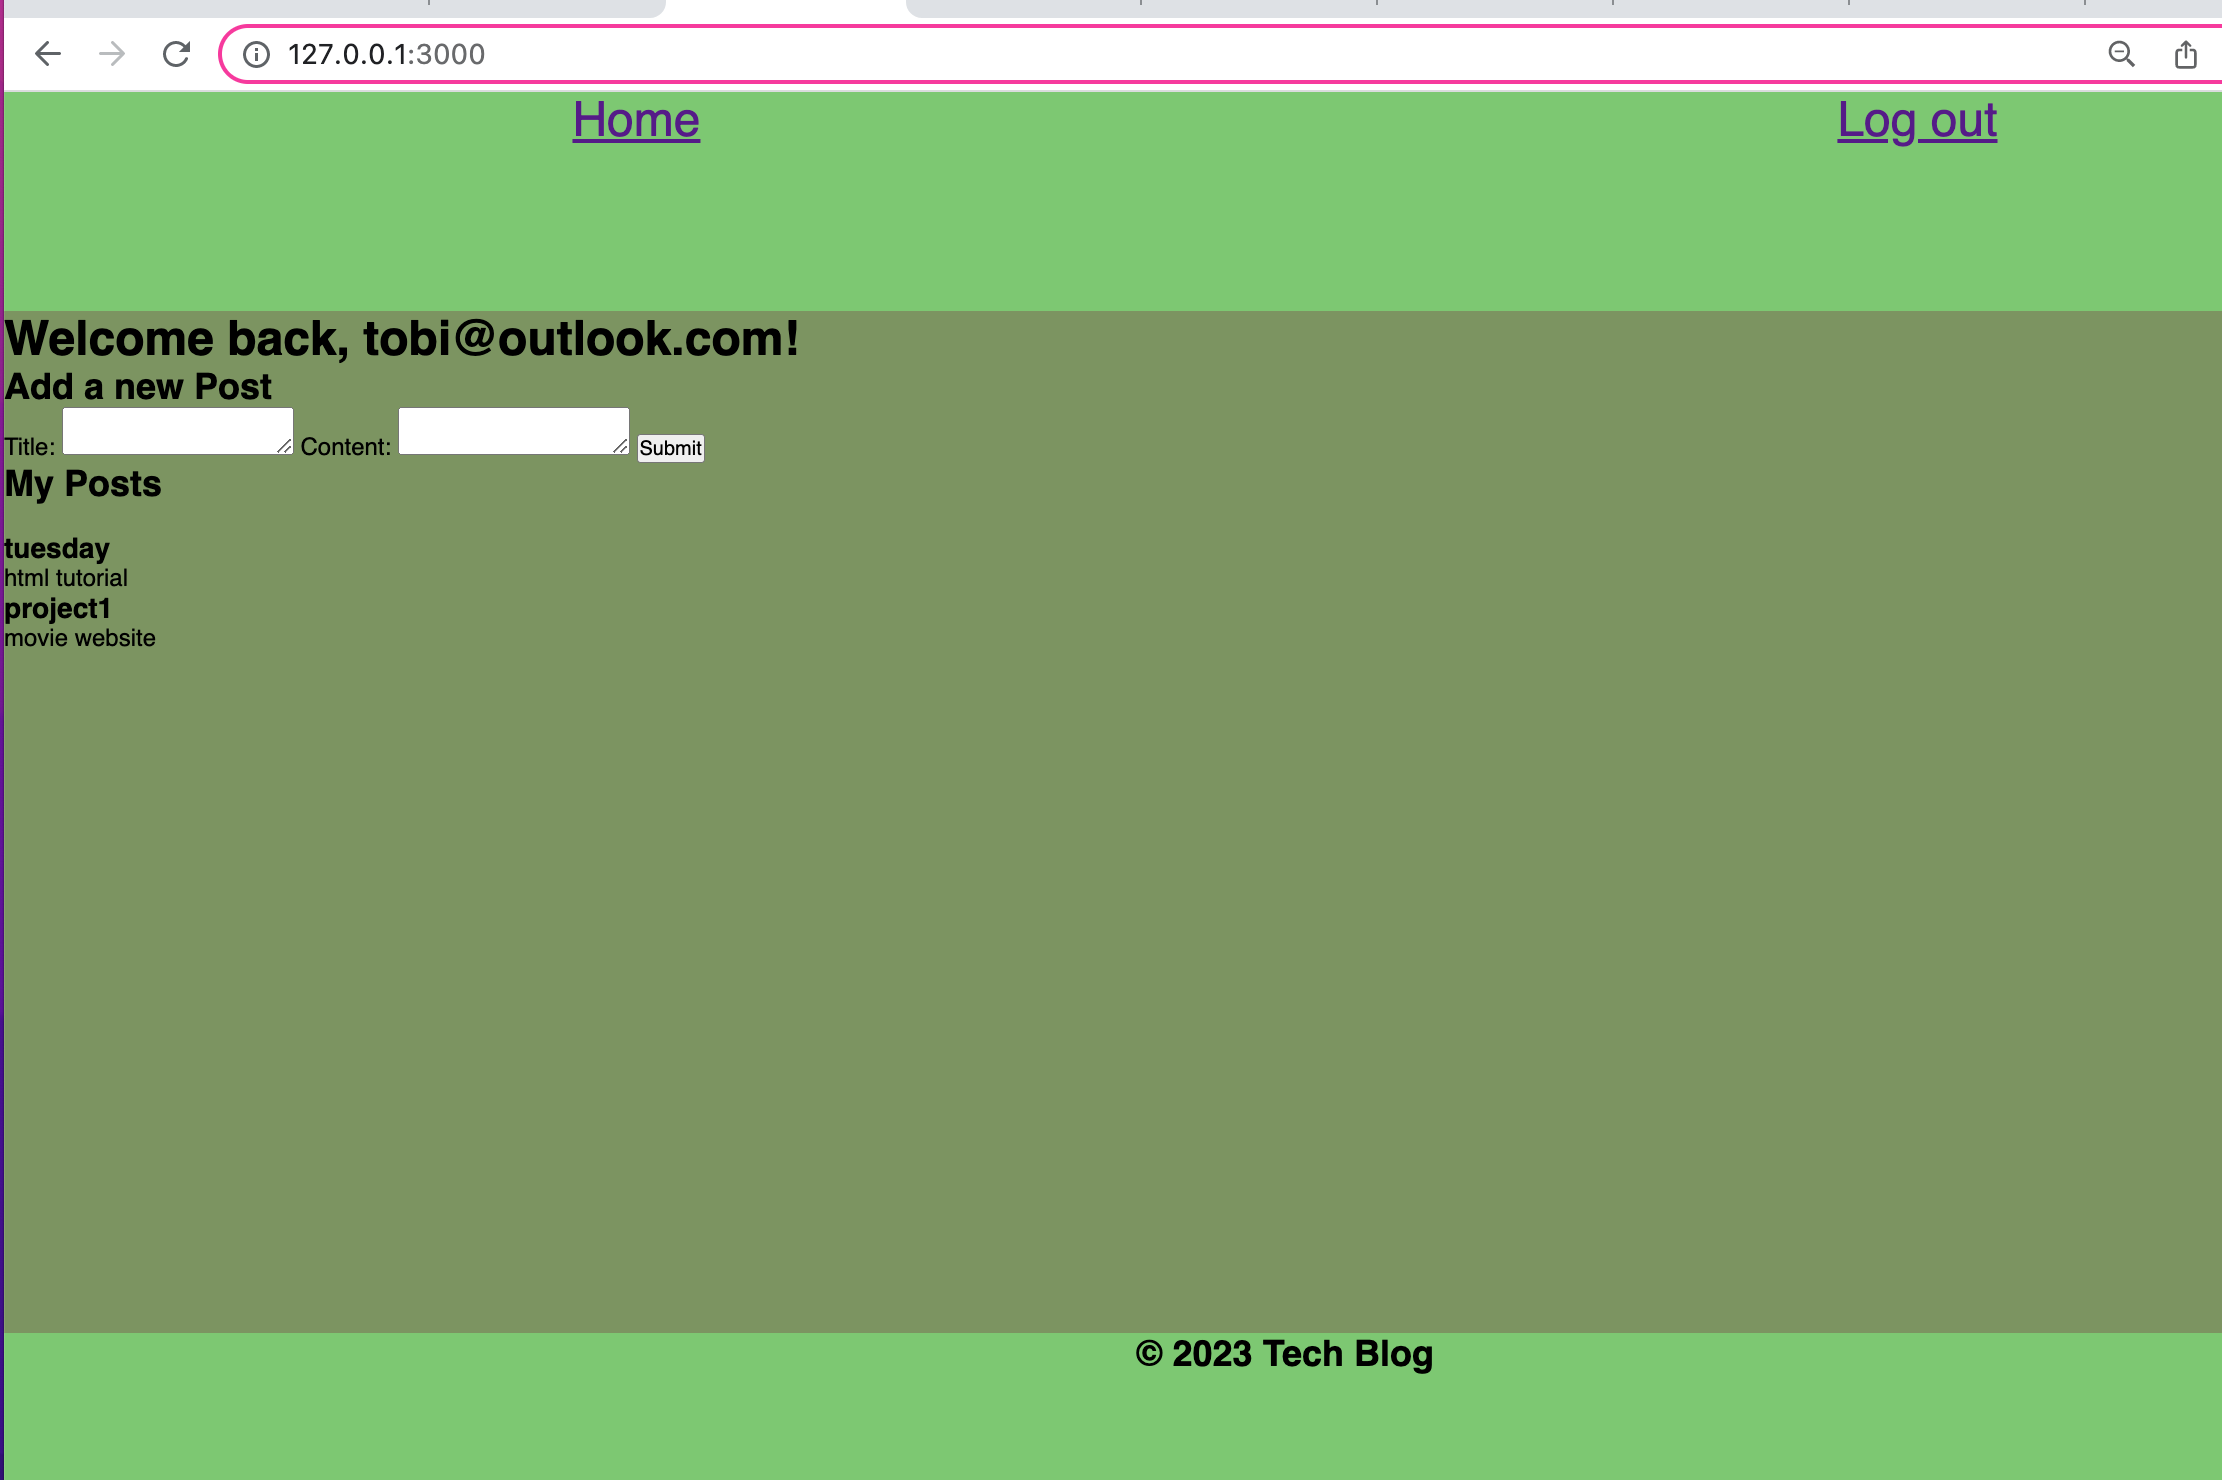 127.0.0.1:3000
Home Log out
Welcome back, tobi@outlook.com!
Add a new Post
Title: Content: Submit
My Posts
tuesday
html tutorial
project1
movie website
© 2023 Tech Blog